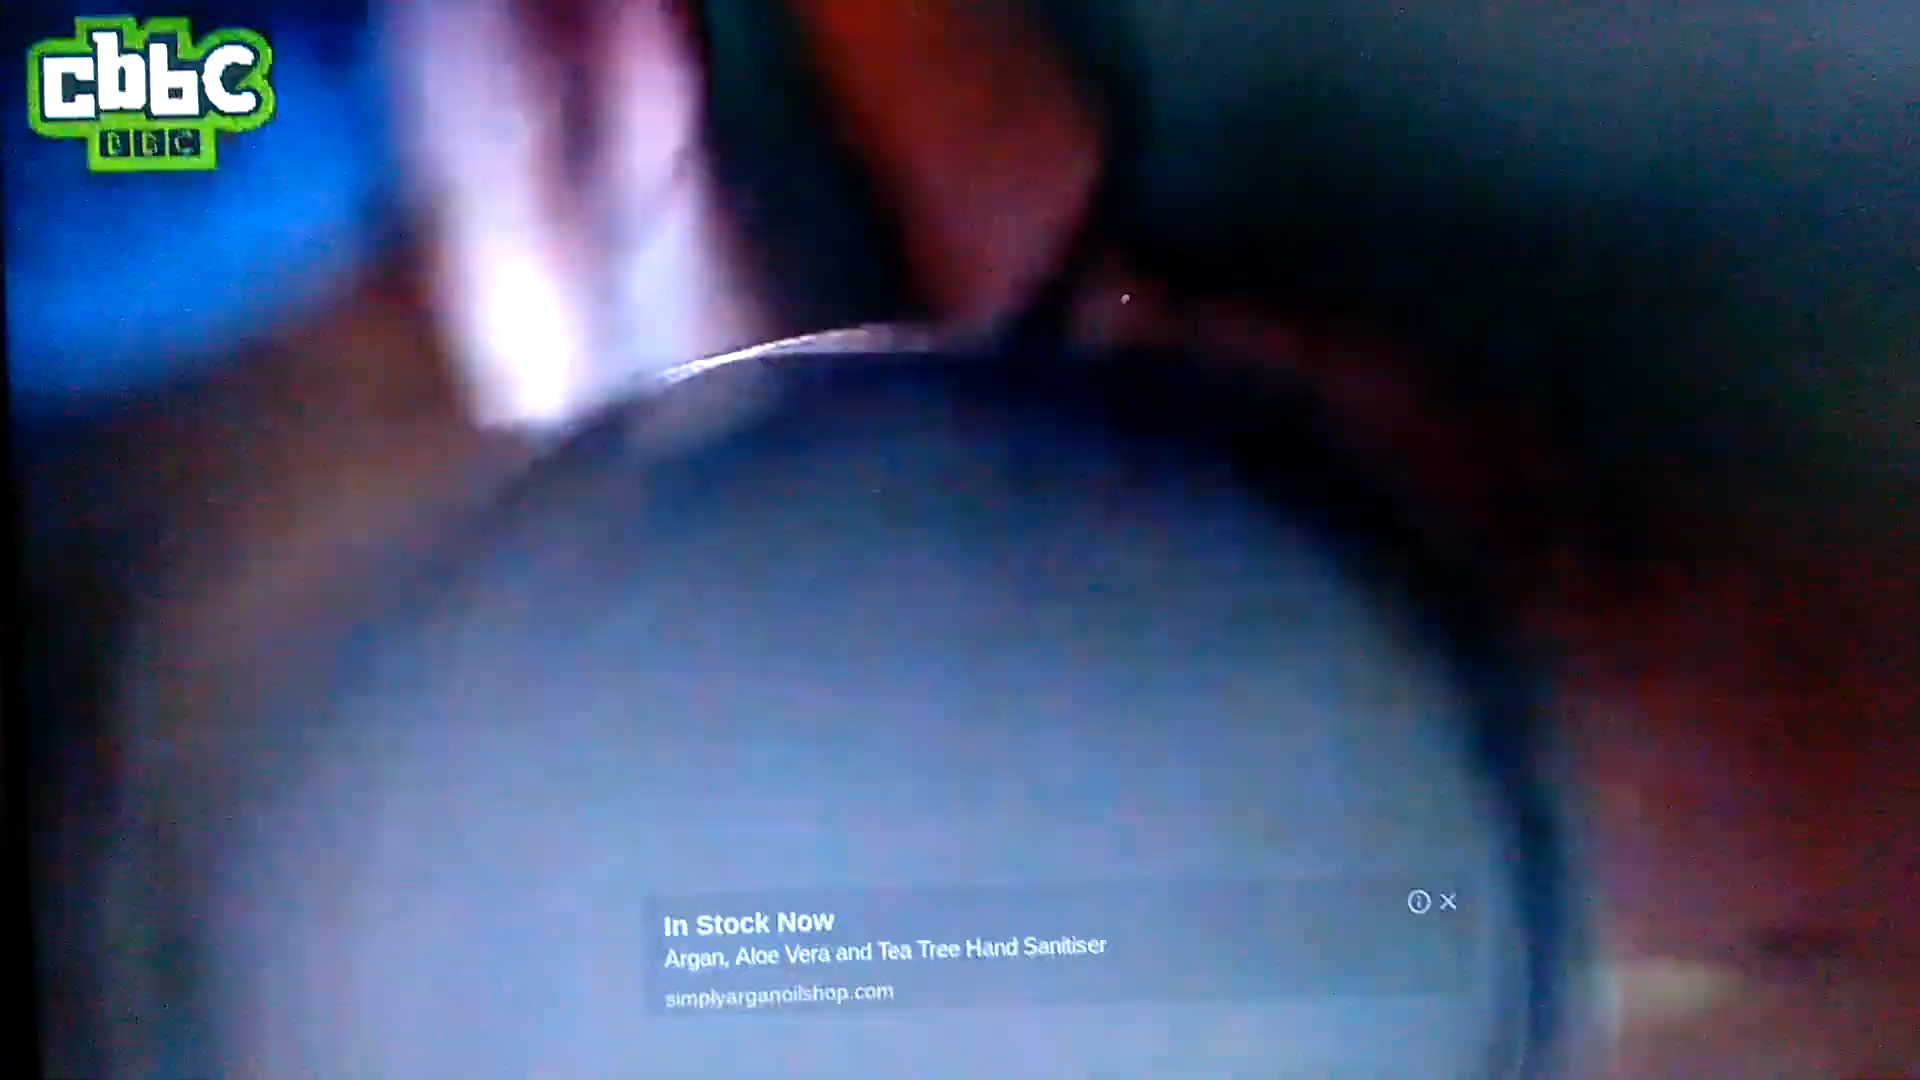 cbbc
BBC
In Stock Now
Argan, Aloe Vera and Tea Tree Hand Sanitiser
simplyarganoilshop.com